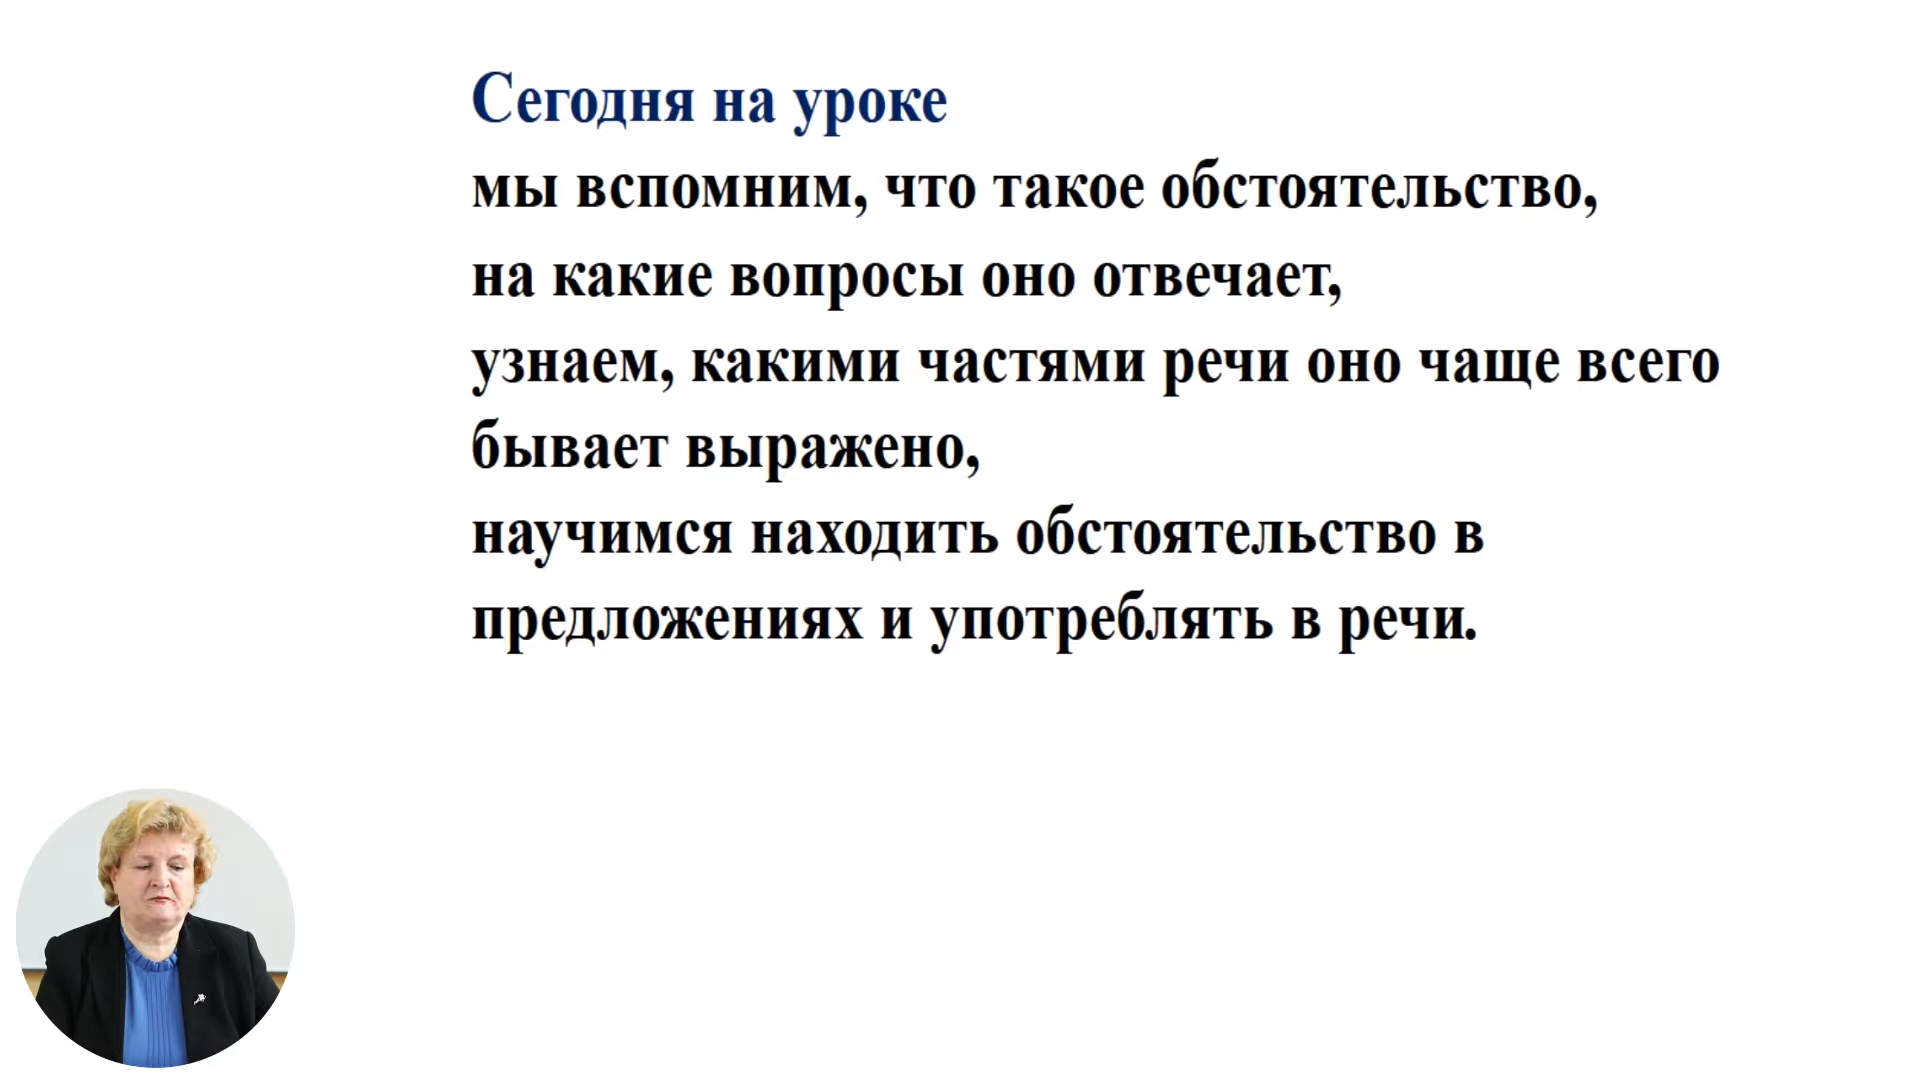 Сегодня на уроке
мы вспомним, что такое обстоятельство,
на какие вопросы оно отвечает,
узнаем, какими частями речи оно чаще всего
бывает выражено,
научимся находить обстоятельство в
предложениях и употреблять в речи.